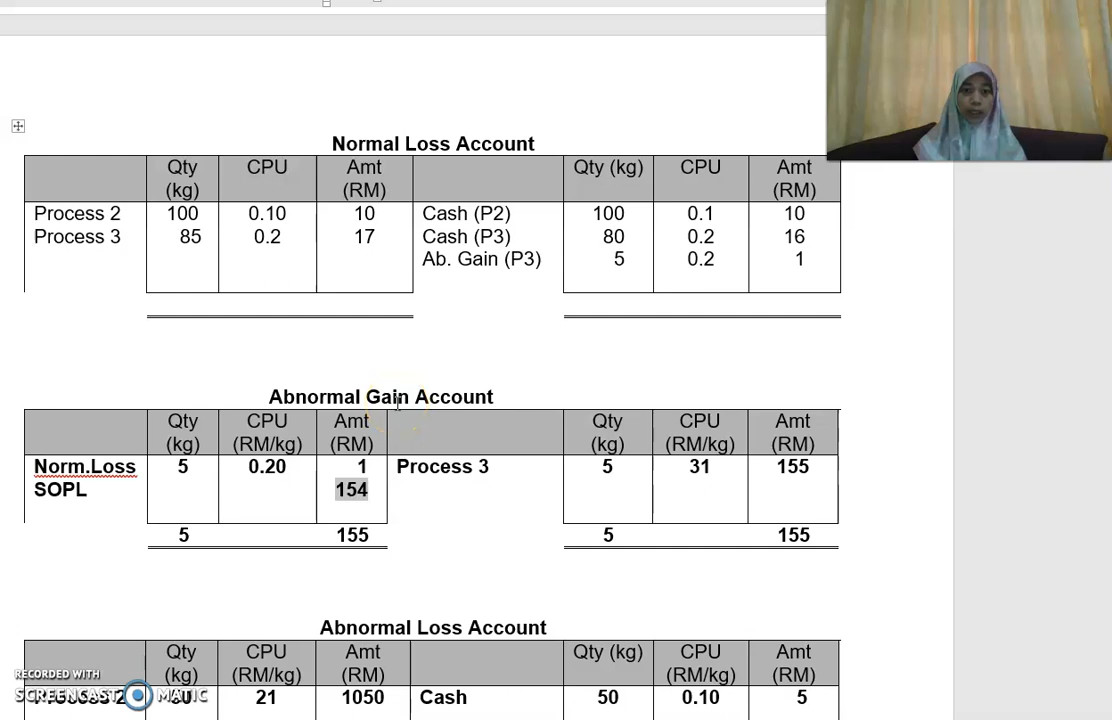 Normal Loss Account
Qty (kg) CPU Amt (RM) Qty (kg) CPU Amt (RM)
Process 2 100 0.10 10 Cash (P2) 100 0.1 10
Process 3 85 0.2 17 Cash (P3) 80 0.2 16
Ab. Gain (P3) 5 0.2 1
Abnormal Gain Account
Qty (kg) CPU (RM/kg) Amt (RM) Qty (kg) CPU (RM/kg) Amt (RM)
Norm.Loss 5 0.20 1 Process 3 5 31 155
SOPL 154
5 155 5 155
Abnormal Loss Account
Qty (kg) CPU (RM/kg) Amt (RM) Qty (kg) CPU (RM/kg) Amt (RM)
21 1050 Cash 50 0.10 5
RECORDED WITH
SCREENCAST MATIC